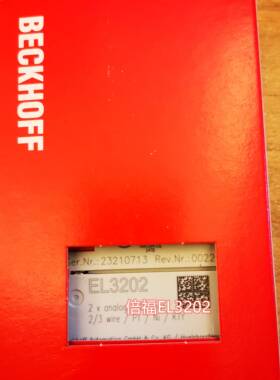 BECKHOFF
er.Nr.: 23210713 Rev.Nr.: 0022
EL3202
倍福EL3202
2 x analog
2/3 wire / PT / Ni / KTY